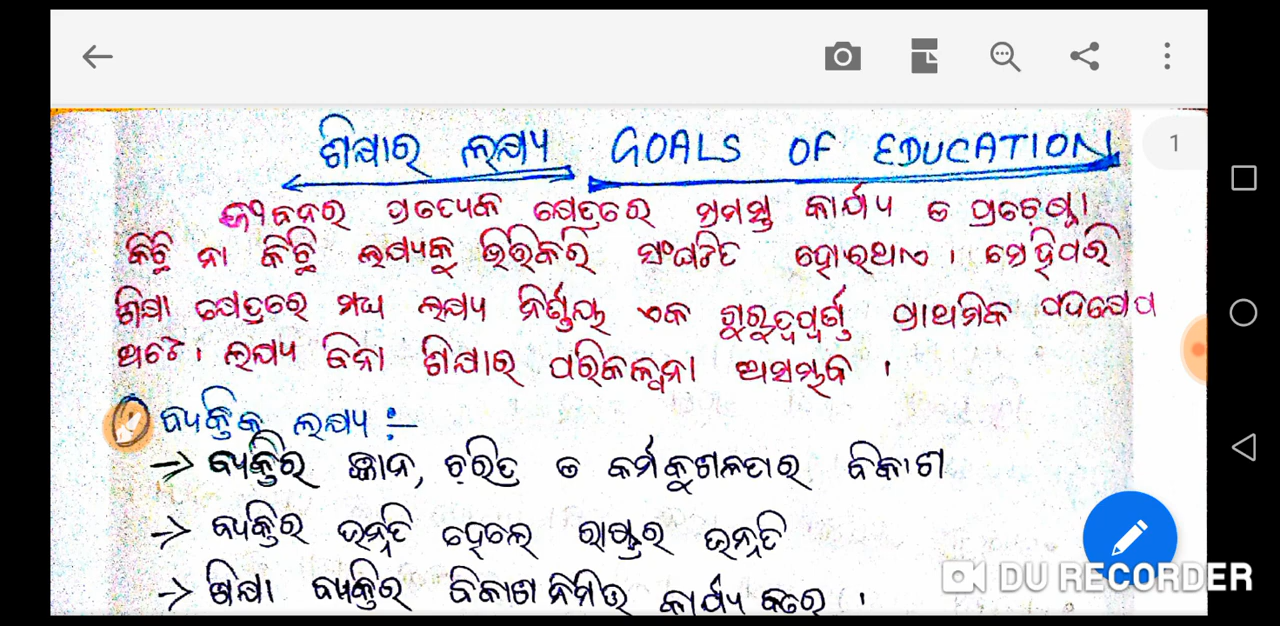 1
ଶିକ୍ଷାର ଲକ୍ଷ୍ୟ GOALS OF EDUCATION
ଜୀବନର ପ୍ରତ୍ୟେକ କ୍ଷେତ୍ରରେ ସମସ୍ତ କାର୍ଯ୍ୟ ଓ ପ୍ରଚେଷ୍ଟା
କିଛି ନା କିଛି ଲକ୍ଷ୍ୟକୁ ଭିତ୍ତିକରି ସଂଘଟିତ ହୋଇଥାଏ । ସେହିପରି
ଶିକ୍ଷା କ୍ଷେତ୍ରରେ ମଧ୍ୟ ଲକ୍ଷ୍ୟ ନିର୍ଣ୍ଣୟ ଏକ ଗୁରୁତ୍ୱପୂର୍ଣ୍ଣ ପ୍ରାଥମିକ ପଦକ୍ଷେପ
ଅଟେ । ଲକ୍ଷ୍ୟ ବିନା ଶିକ୍ଷାର ପରିକଳ୍ପନା ଅସମ୍ଭବ ।
ବ୍ୟକ୍ତିକ ଲକ୍ଷ୍ୟ :-
→ ବ୍ୟକ୍ତିର ଜ୍ଞାନ, ଚରିତ୍ର ଓ କର୍ମକୁଶଳତାର ବିକାଶ
→ ବ୍ୟକ୍ତିର ଉନ୍ନତି ହେଲେ ରାଷ୍ଟ୍ରର ଉନ୍ନତି
→ ଶିକ୍ଷା ବ୍ୟକ୍ତିର ବିକାଶ ନିମିତ୍ତ କାର୍ଯ୍ୟ କରେ ।
DU RECORDER